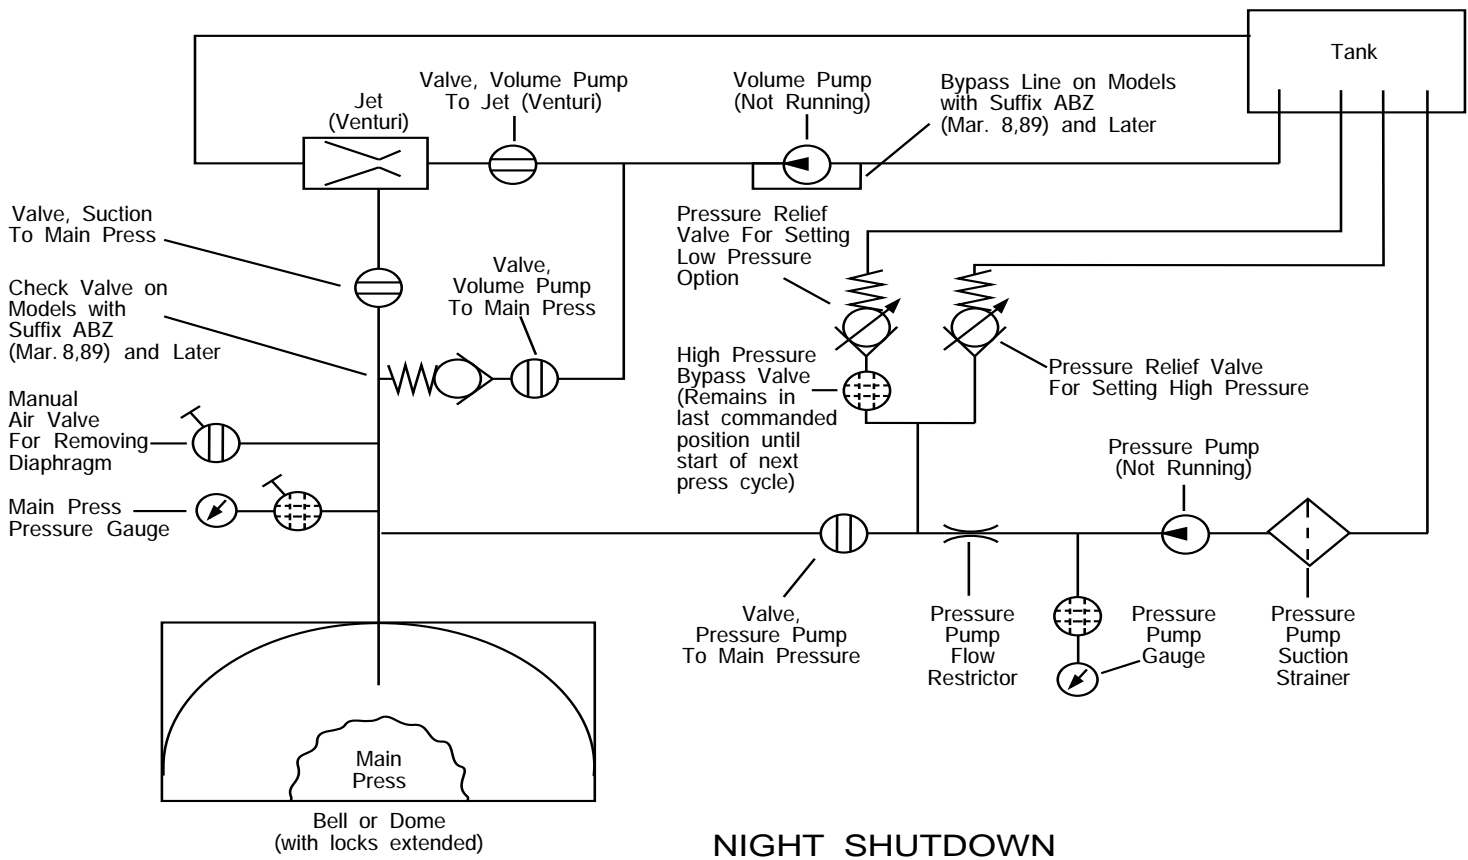 Tank
Valve, Volume Pump
To Jet (Venturi)
Volume Pump
(Not Running)
Bypass Line on Models
with Suffix ABZ
(Mar. 8,89) and Later
Jet
(Venturi)
Valve, Suction
To Main Press
Pressure Relief
Valve For Setting
Low Pressure
Option
Valve,
Volume Pump
To Main Press
Check Valve on
Models with
Suffix ABZ
(Mar. 8,89) and Later
High Pressure
Bypass Valve
(Remains in
last commanded
position until
start of next
press cycle)
Pressure Relief Valve
For Setting High Pressure
Manual
Air Valve
For Removing
Diaphragm
Pressure Pump
(Not Running)
Main Press
Pressure Gauge
Valve,
Pressure Pump
To Main Pressure
Pressure
Pump
Flow
Restrictor
Pressure
Pump
Gauge
Pressure
Pump
Suction
Strainer
Main
Press
Bell or Dome
(with locks extended)
NIGHT SHUTDOWN